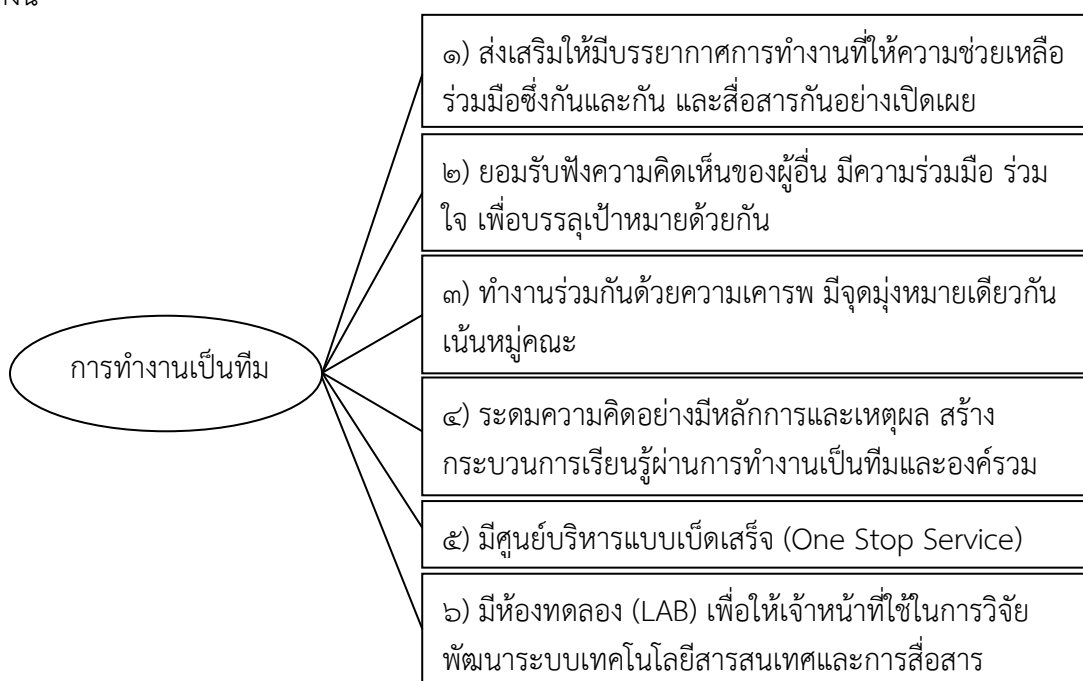 ๑) ส่งเสริมให้มีบรรยากาศการทำงานที่ให้ความช่วยเหลือ
ร่วมมือซึ่งกันและกัน และสื่อสารกันอย่างเปิดเผย
๒) ยอมรับฟังความคิดเห็นของผู้อื่น มีความร่วมมือ ร่วม
ใจ เพื่อบรรลุเป้าหมายด้วยกัน
๓) ทำงานร่วมกันด้วยความเคารพ มีจุดมุ่งหมายเดียวกัน
เน้นหมู่คณะ
การทำงานเป็นทีม
๔) ระดมความคิดอย่างมีหลักการและเหตุผล สร้าง
กระบวนการเรียนรู้ผ่านการทำงานเป็นทีมและองค์รวม
๕) มีศูนย์บริหารแบบเบ็ดเสร็จ (One Stop Service)
๖) มีห้องทดลอง (LAB) เพื่อให้เจ้าหน้าที่ใช้ในการวิจัย
พัฒนาระบบเทคโนโลยีสารสนเทศและการสื่อสาร